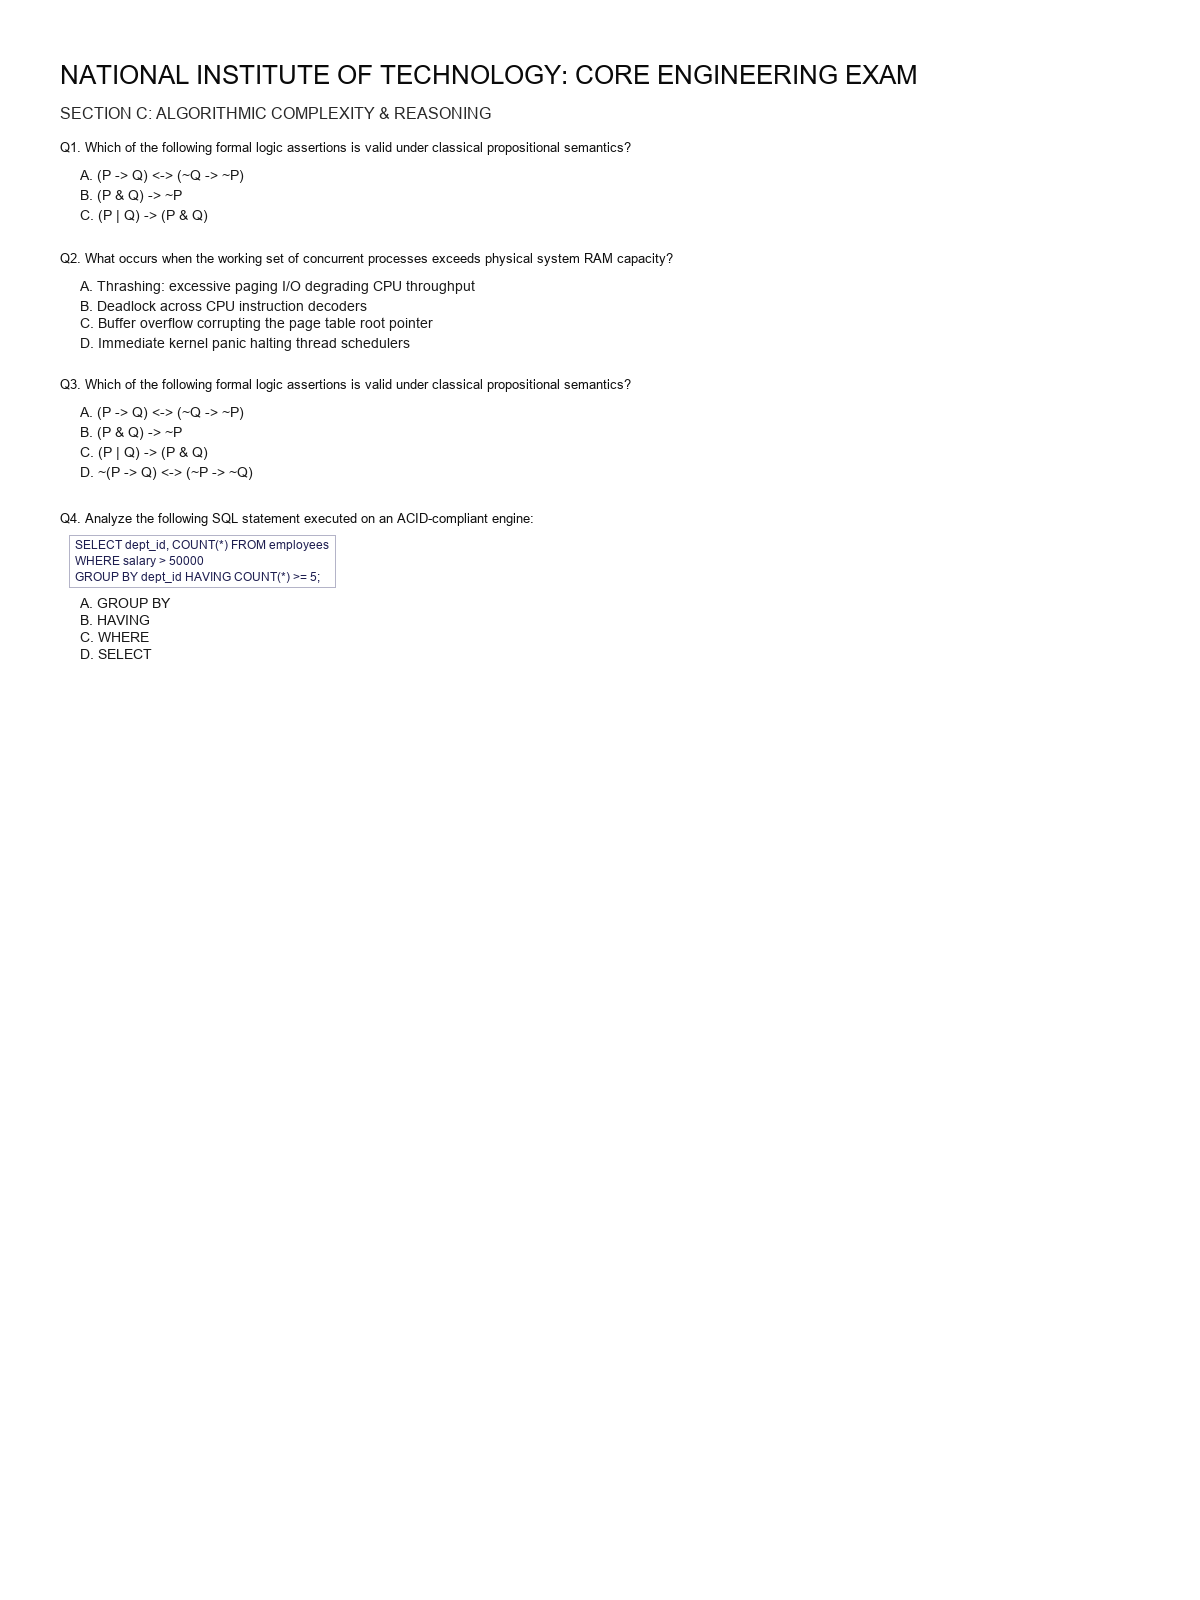 NATIONAL INSTITUTE OF TECHNOLOGY: CORE ENGINEERING EXAM
SECTION C: ALGORITHMIC COMPLEXITY & REASONING
Q1. Which of the following formal logic assertions is valid under classical propositional semantics?
A. (P -> Q) <-> (~Q -> ~P)
B. (P & Q) -> ~P
C. (P | Q) -> (P & Q)
Q2. What occurs when the working set of concurrent processes exceeds physical system RAM capacity?
A. Thrashing: excessive paging I/O degrading CPU throughput
B. Deadlock across CPU instruction decoders
C. Buffer overflow corrupting the page table root pointer
D. Immediate kernel panic halting thread schedulers
Q3. Which of the following formal logic assertions is valid under classical propositional semantics?
A. (P -> Q) <-> (~Q -> ~P)
B. (P & Q) -> ~P
C. (P | Q) -> (P & Q)
D. ~(P -> Q) <-> (~P -> ~Q)
Q4. Analyze the following SQL statement executed on an ACID-compliant engine:
SELECT dept_id, COUNT(*) FROM employees
WHERE salary > 50000
GROUP BY dept_id HAVING COUNT(*) >= 5;
A. GROUP BY
B. HAVING
C. WHERE
D. SELECT